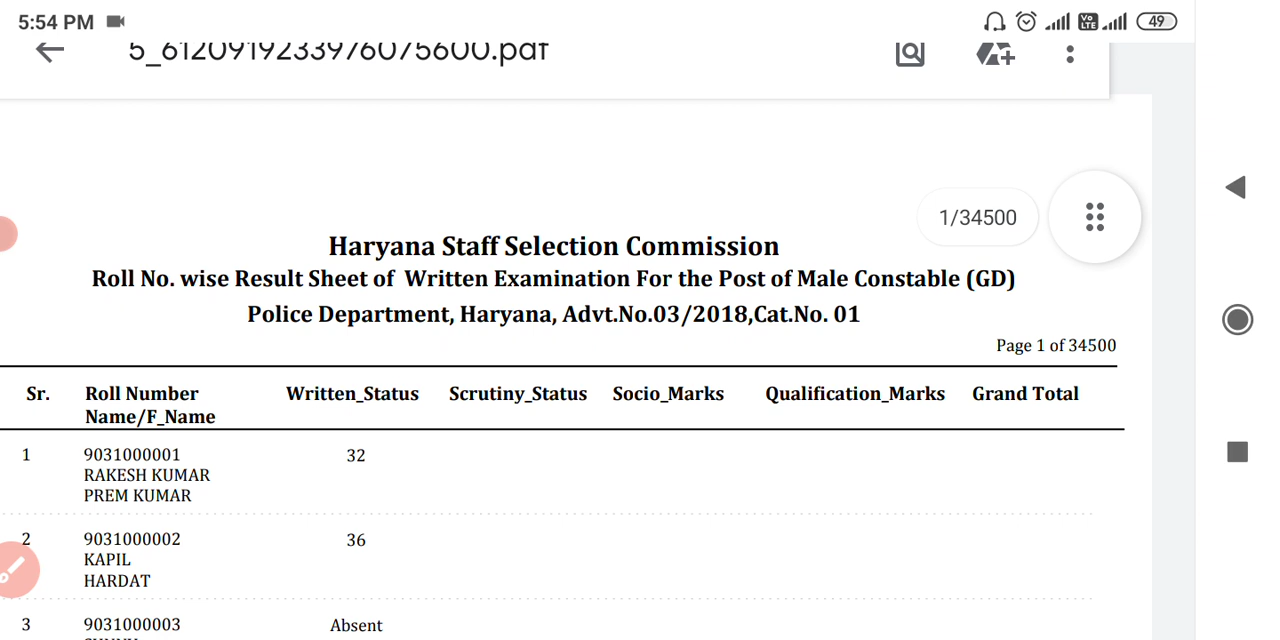 5:54 PM
Vo LTE
49
5_6120919233976075600.pdf
1/34500
Haryana Staff Selection Commission
Roll No. wise Result Sheet of Written Examination For the Post of Male Constable (GD)
Police Department, Haryana, Advt.No.03/2018,Cat.No. 01
Page 1 of 34500
Sr. Roll Number Written_Status Scrutiny_Status Socio_Marks Qualification_Marks Grand Total
Name/F_Name
1 9031000001 32
RAKESH KUMAR
PREM KUMAR
2 9031000002 36
KAPIL
HARDAT
3 9031000003 Absent